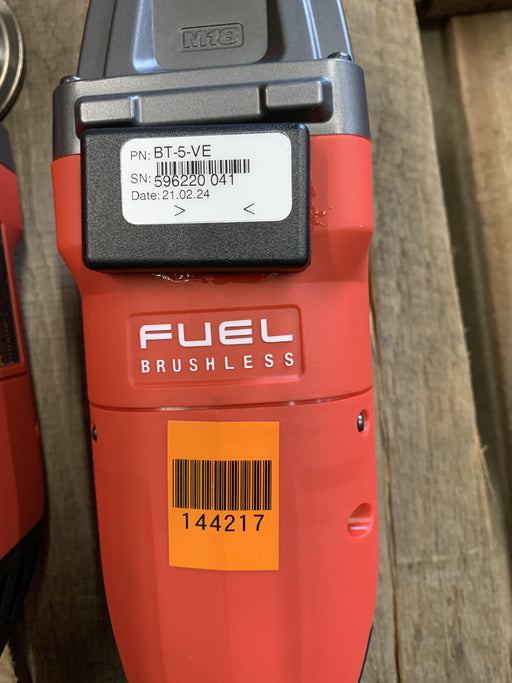 M18
PN: BT-5-VE
SN: 596220 041
Date: 21.02.24
> <
FUEL
BRUSHLESS
144217